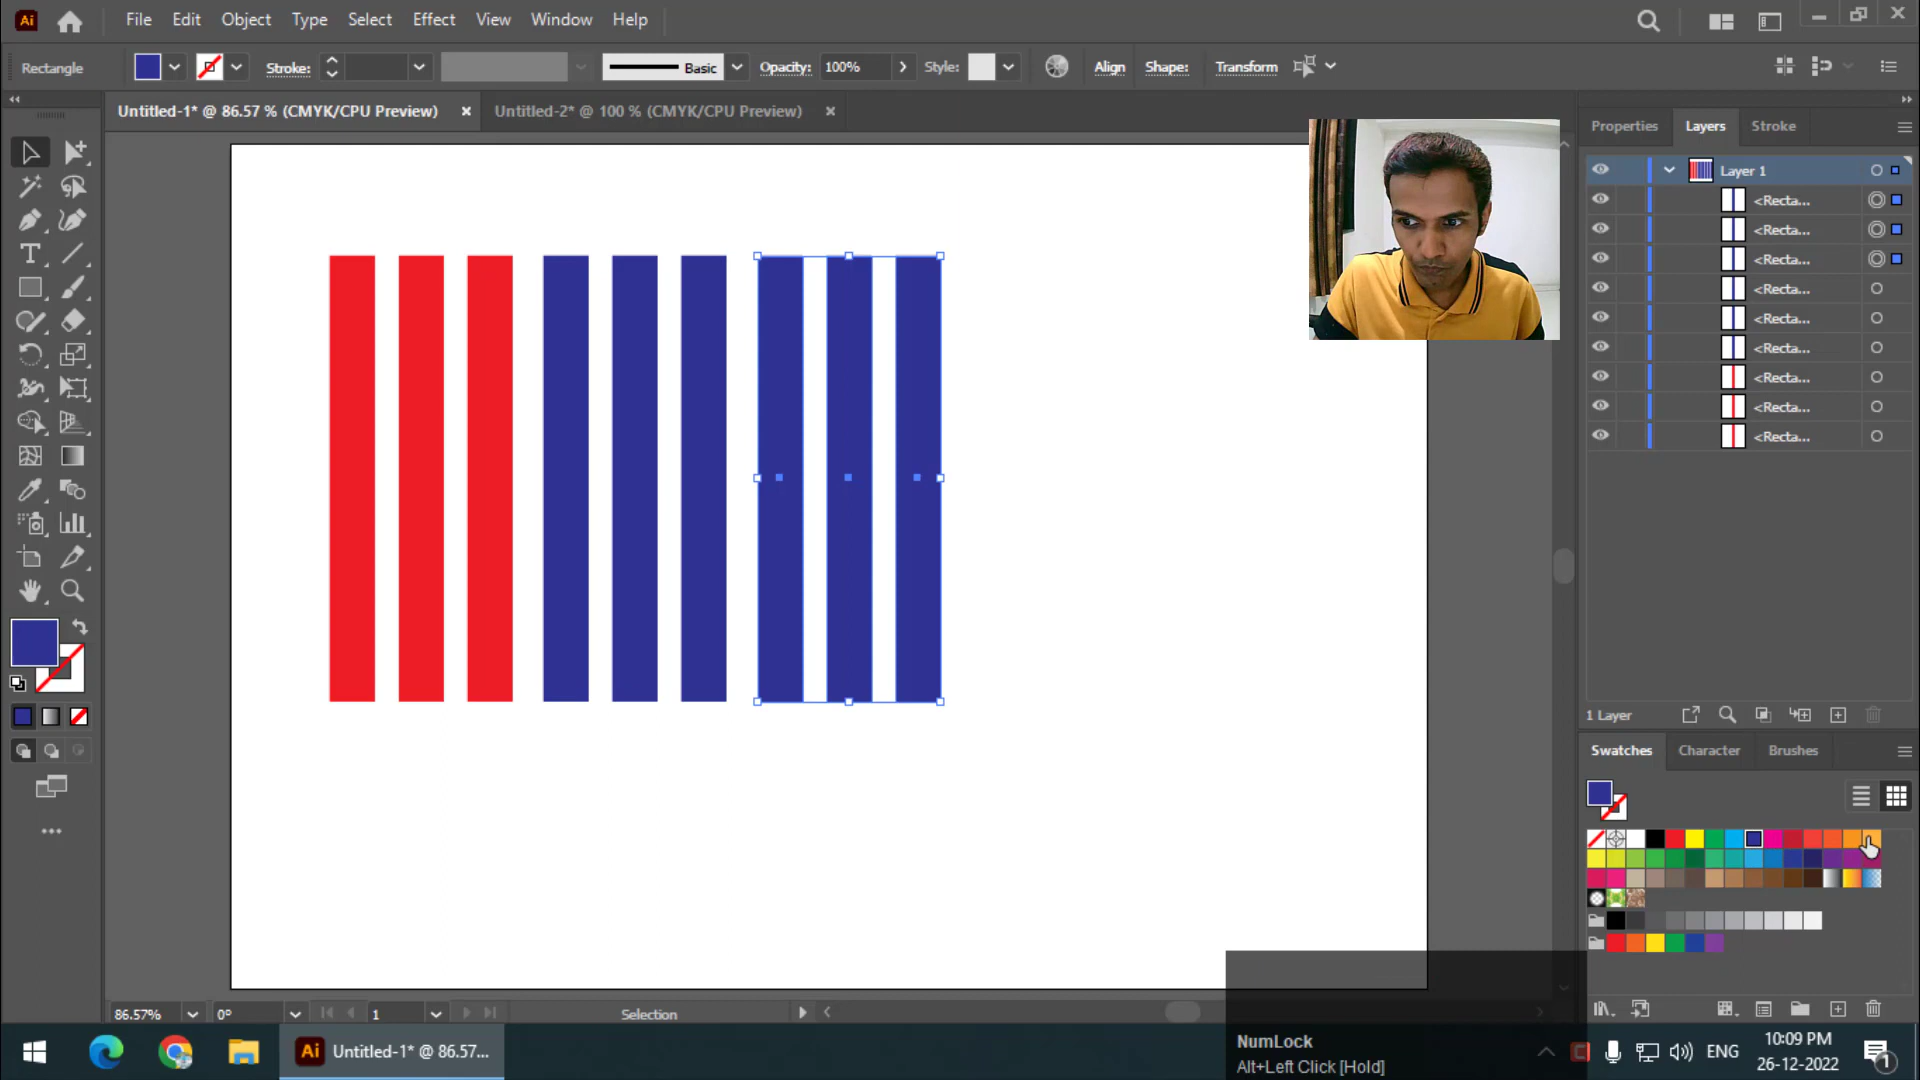 Ai File Edit Object Type Select Effect View Window Help
Rectangle Stroke: Basic Opacity: 100% Style: Align Shape: Transform
Untitled-1* @ 86.57 % (CMYK/CPU Preview) Untitled-2* @ 100 % (CMYK/CPU Preview)
Properties Layers Stroke
Layer 1
<Recta...
<Recta...
<Recta...
<Recta...
<Recta...
<Recta...
<Recta...
<Recta...
<Recta...
1 Layer
Swatches Character Brushes
86.57% 0° 1 Selection
NumLock
Alt+Left Click [Hold]
Ai Untitled-1* @ 86.57...
ENG
10:09 PM
26-12-2022
1